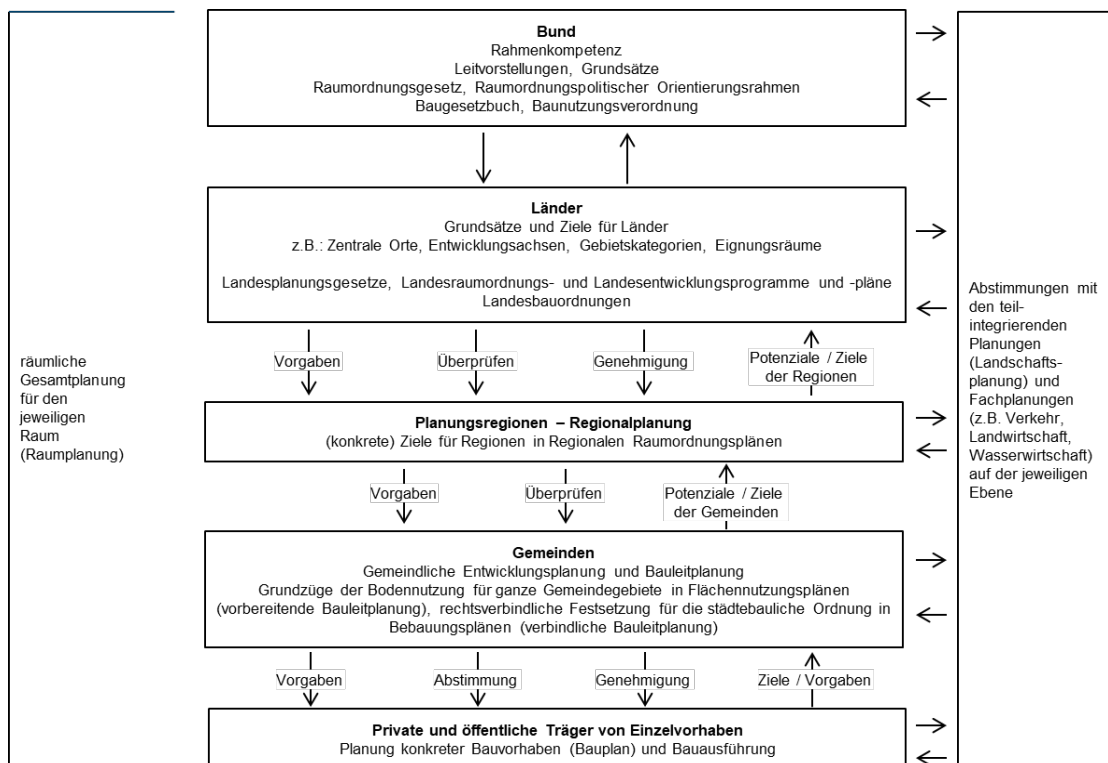 Bund
Rahmenkompetenz
Leitvorstellungen, Grundsätze
Raumordnungsgesetz, Raumordnungspolitischer Orientierungsrahmen
Baugesetzbuch, Baunutzungsverordnung
Länder
Grundsätze und Ziele für Länder
z.B.: Zentrale Orte, Entwicklungsachsen, Gebietskategorien, Eignungsräume
Landesplanungsgesetze, Landesraumordnungs- und Landesentwicklungsprogramme und -pläne
Landesbauordnungen
Vorgaben
Überprüfen
Genehmigung
Potenziale / Ziele
der Regionen
Planungsregionen – Regionalplanung
(konkrete) Ziele für Regionen in Regionalen Raumordnungsplänen
Vorgaben
Überprüfen
Potenziale / Ziele
der Gemeinden
Gemeinden
Gemeindliche Entwicklungsplanung und Bauleitplanung
Grundzüge der Bodennutzung für ganze Gemeindegebiete in Flächennutzungsplänen
(vorbereitende Bauleitplanung), rechtsverbindliche Festsetzung für die städtebauliche Ordnung in
Bebauungsplänen (verbindliche Bauleitplanung)
Vorgaben
Abstimmung
Genehmigung
Ziele / Vorgaben
Private und öffentliche Träger von Einzelvorhaben
Planung konkreter Bauvorhaben (Bauplan) und Bauausführung
räumliche
Gesamtplanung
für den
jeweiligen
Raum
(Raumplanung)
Abstimmungen mit
den teil-
integrierenden
Planungen
(Landschafts-
planung) und
Fachplanungen
(z.B. Verkehr,
Landwirtschaft,
Wasserwirtschaft)
auf der jeweiligen
Ebene